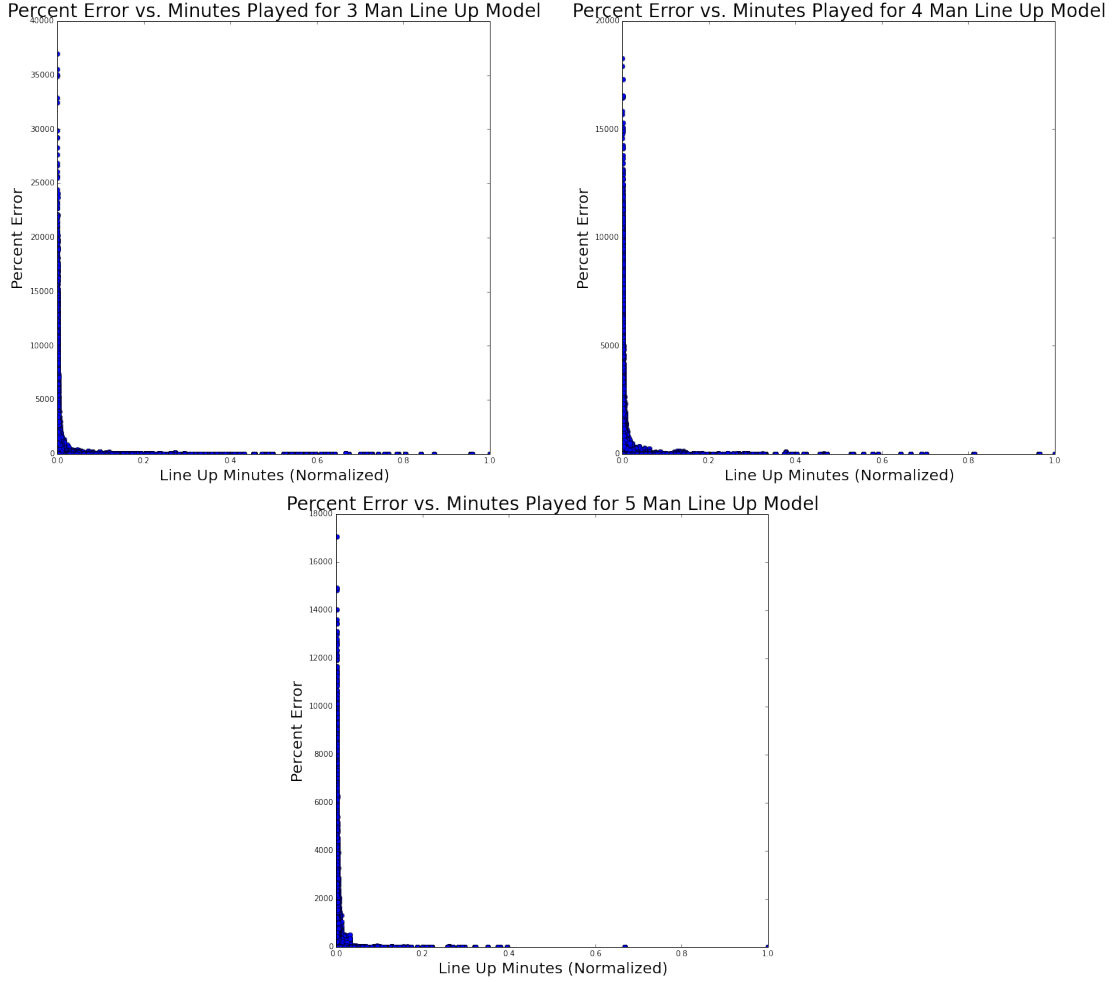 Percent Error vs. Minutes Played for 3 Man Line Up Model
40000
35000
30000
25000
20000
15000
10000
5000
0
Percent Error
0.0 0.2 0.4 0.6 0.8 1.0
Line Up Minutes (Normalized)
Percent Error vs. Minutes Played for 4 Man Line Up Model
20000
15000
10000
5000
0
Percent Error
0.0 0.2 0.4 0.6 0.8 1.0
Line Up Minutes (Normalized)
Percent Error vs. Minutes Played for 5 Man Line Up Model
18000
16000
14000
12000
10000
8000
6000
4000
2000
0
Percent Error
0.0 0.2 0.4 0.6 0.8 1.0
Line Up Minutes (Normalized)